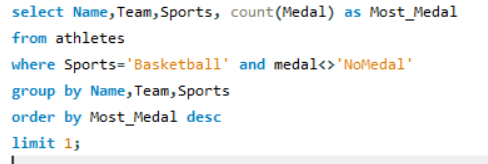 select Name,Team,Sports, count(Medal) as Most_Medal
from athletes
where Sports='Basketball' and medal<>'NoMedal'
group by Name,Team,Sports
order by Most_Medal desc
limit 1;